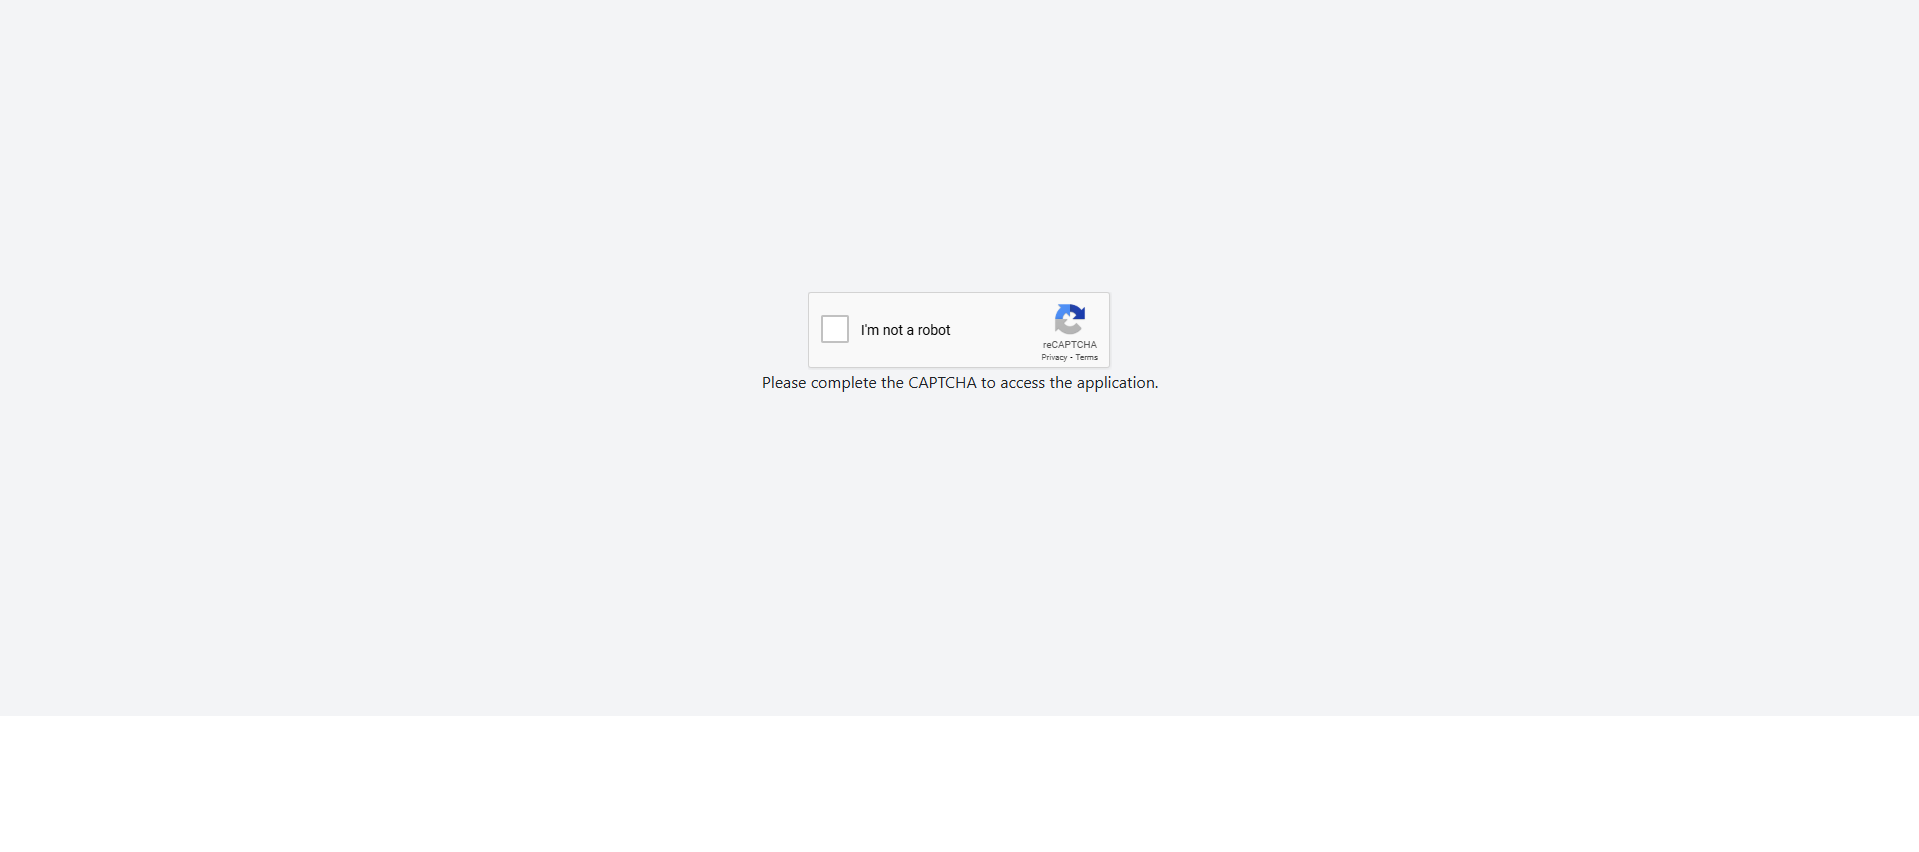 I'm not a robot
reCAPTCHA
Privacy - Terms
Please complete the CAPTCHA to access the application.